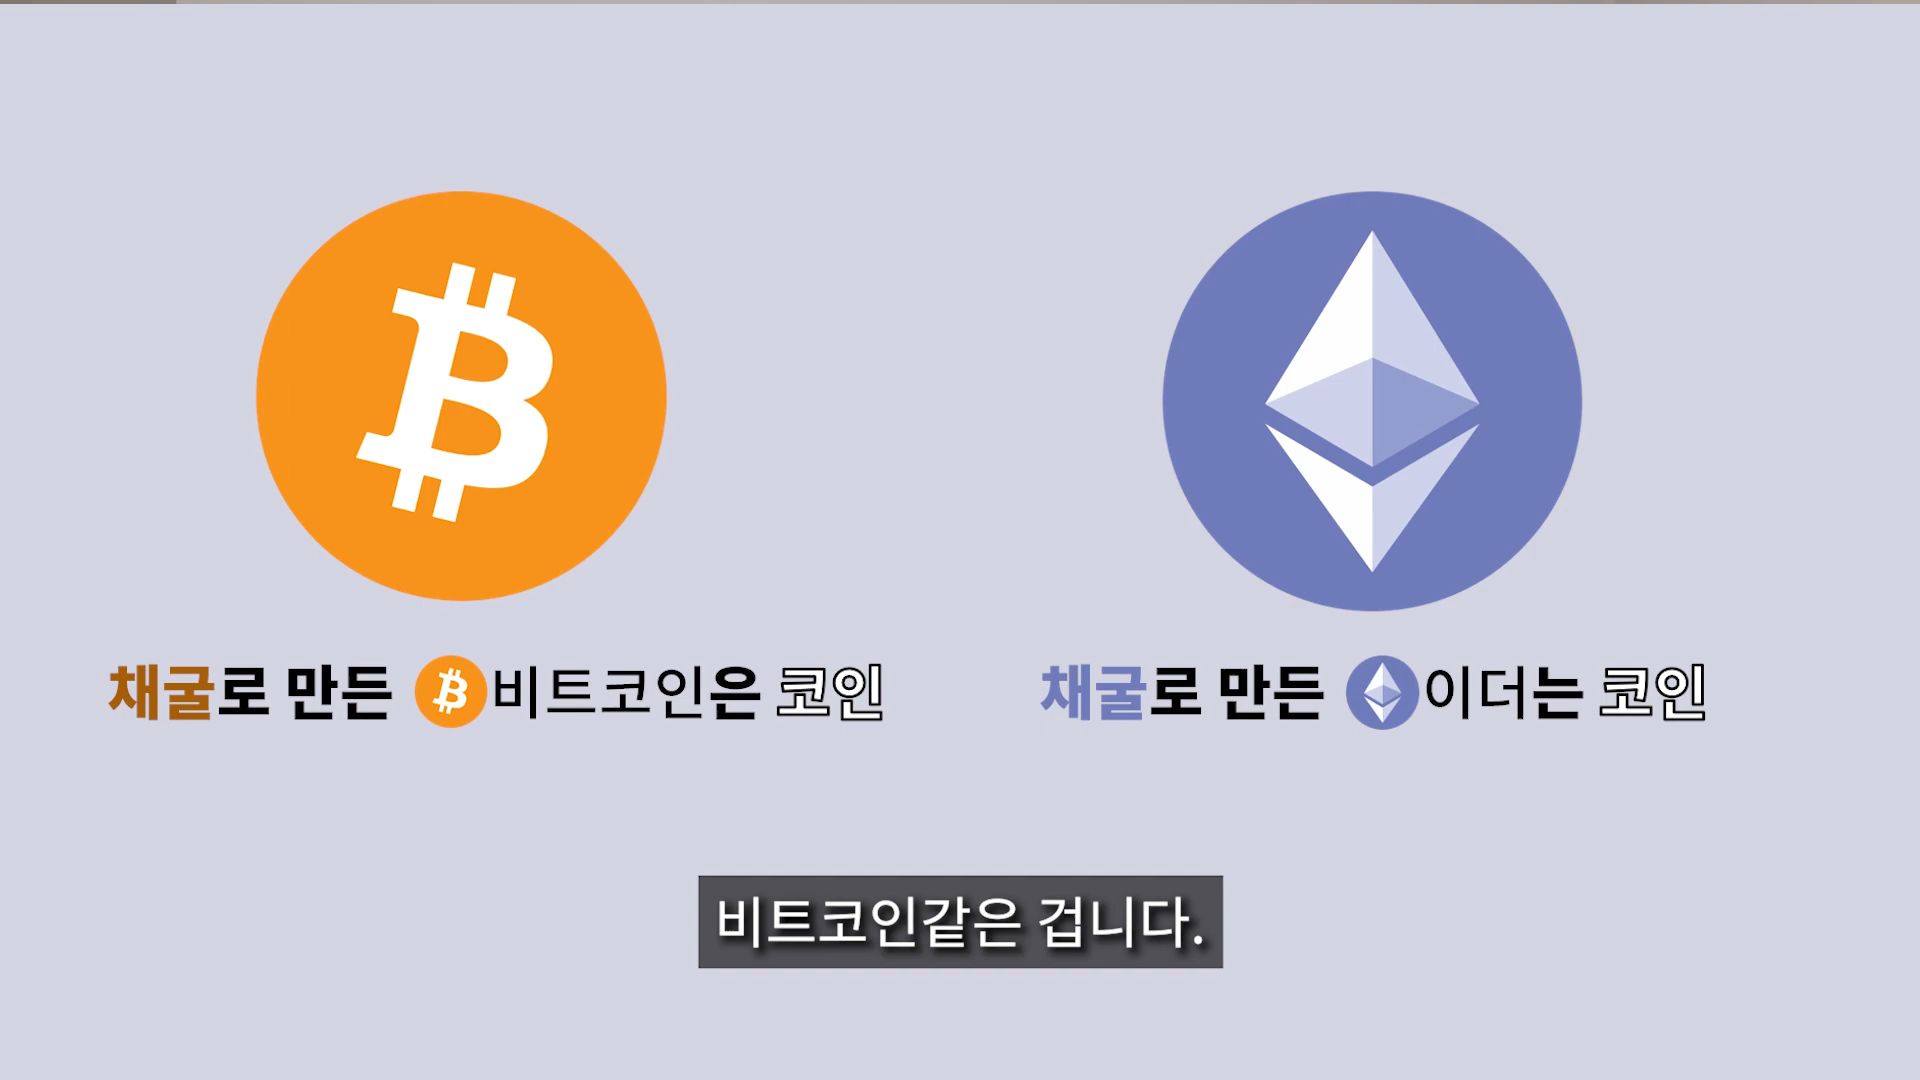 채굴로 만든 비트코인은 코인
채굴로 만든 이더는 코인
비트코인같은 겁니다.